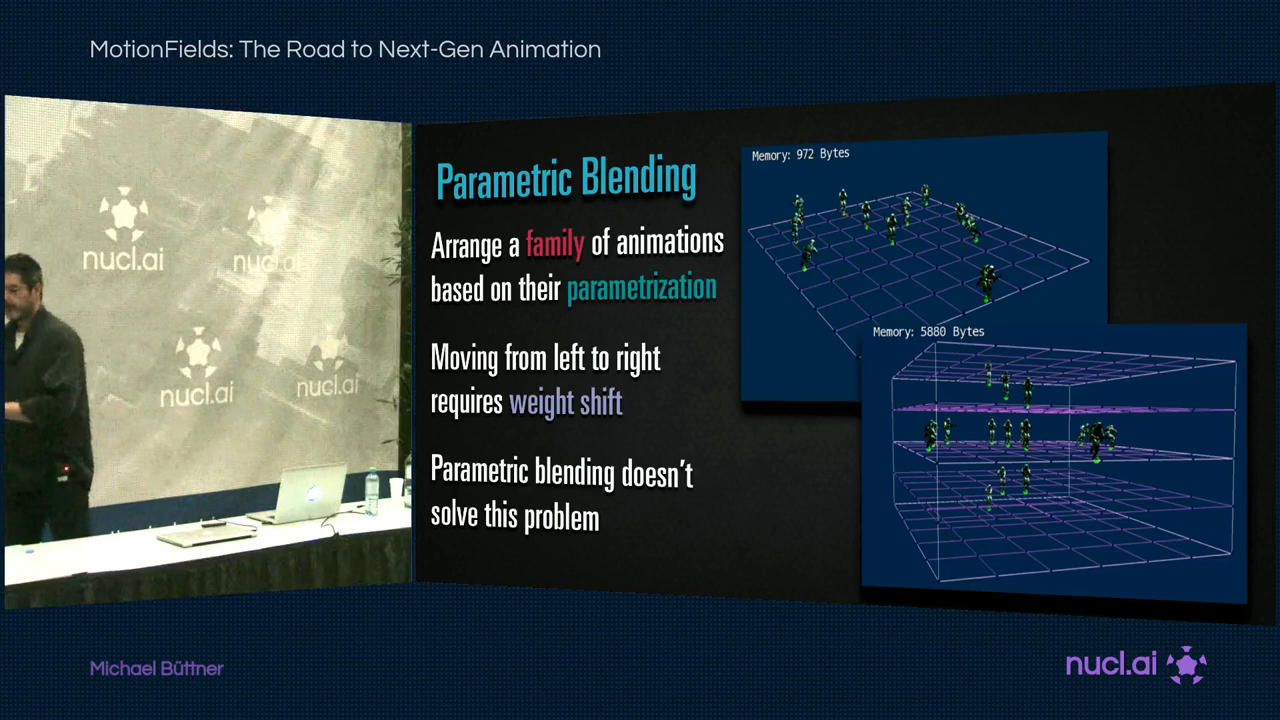 MotionFields: The Road to Next-Gen Animation
nucl.ai
nucl.ai
nucl.ai
nucl.ai
Parametric Blending
Arrange a family of animations
based on their parametrization
Moving from left to right
requires weight shift
Parametric blending doesn't
solve this problem
Memory: 972 Bytes
Memory: 5880 Bytes
Michael Büttner
nucl.ai